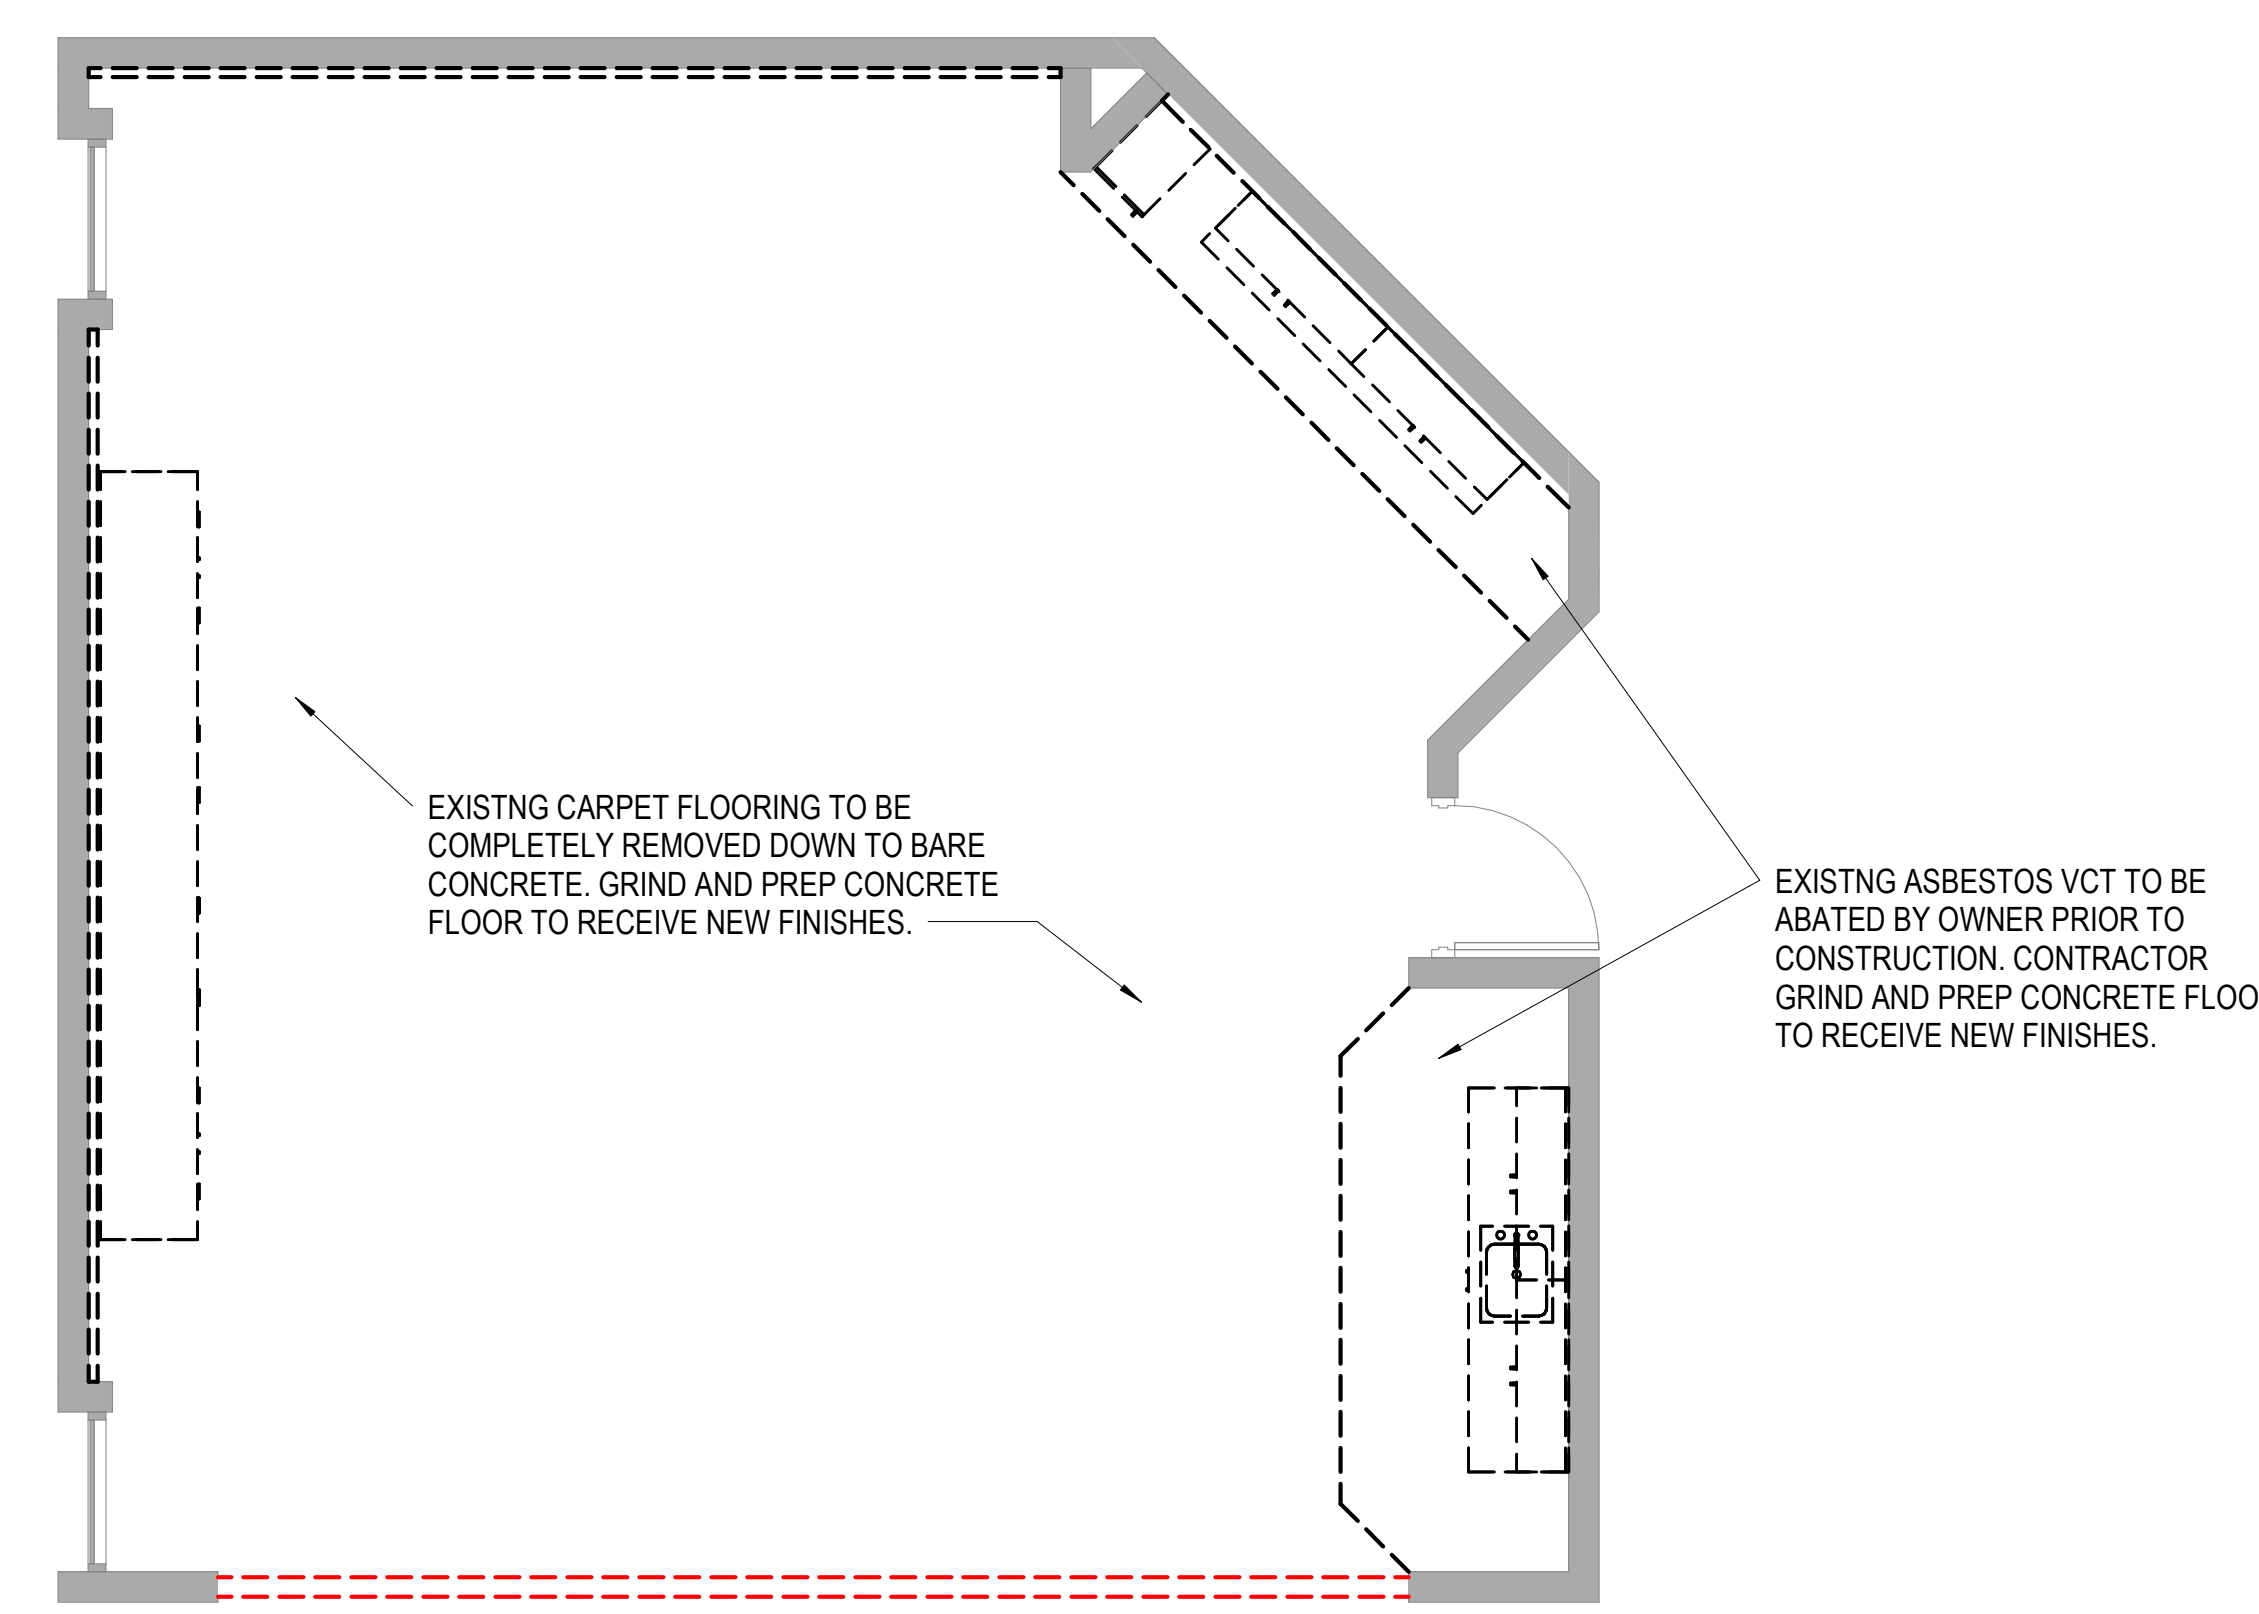 EXISTNG CARPET FLOORING TO BE
COMPLETELY REMOVED DOWN TO BARE
CONCRETE. GRIND AND PREP CONCRETE
FLOOR TO RECEIVE NEW FINISHES.
EXISTNG ASBESTOS VCT TO BE
ABATED BY OWNER PRIOR TO
CONSTRUCTION. CONTRACTOR
GRIND AND PREP CONCRETE FLOO
TO RECEIVE NEW FINISHES.